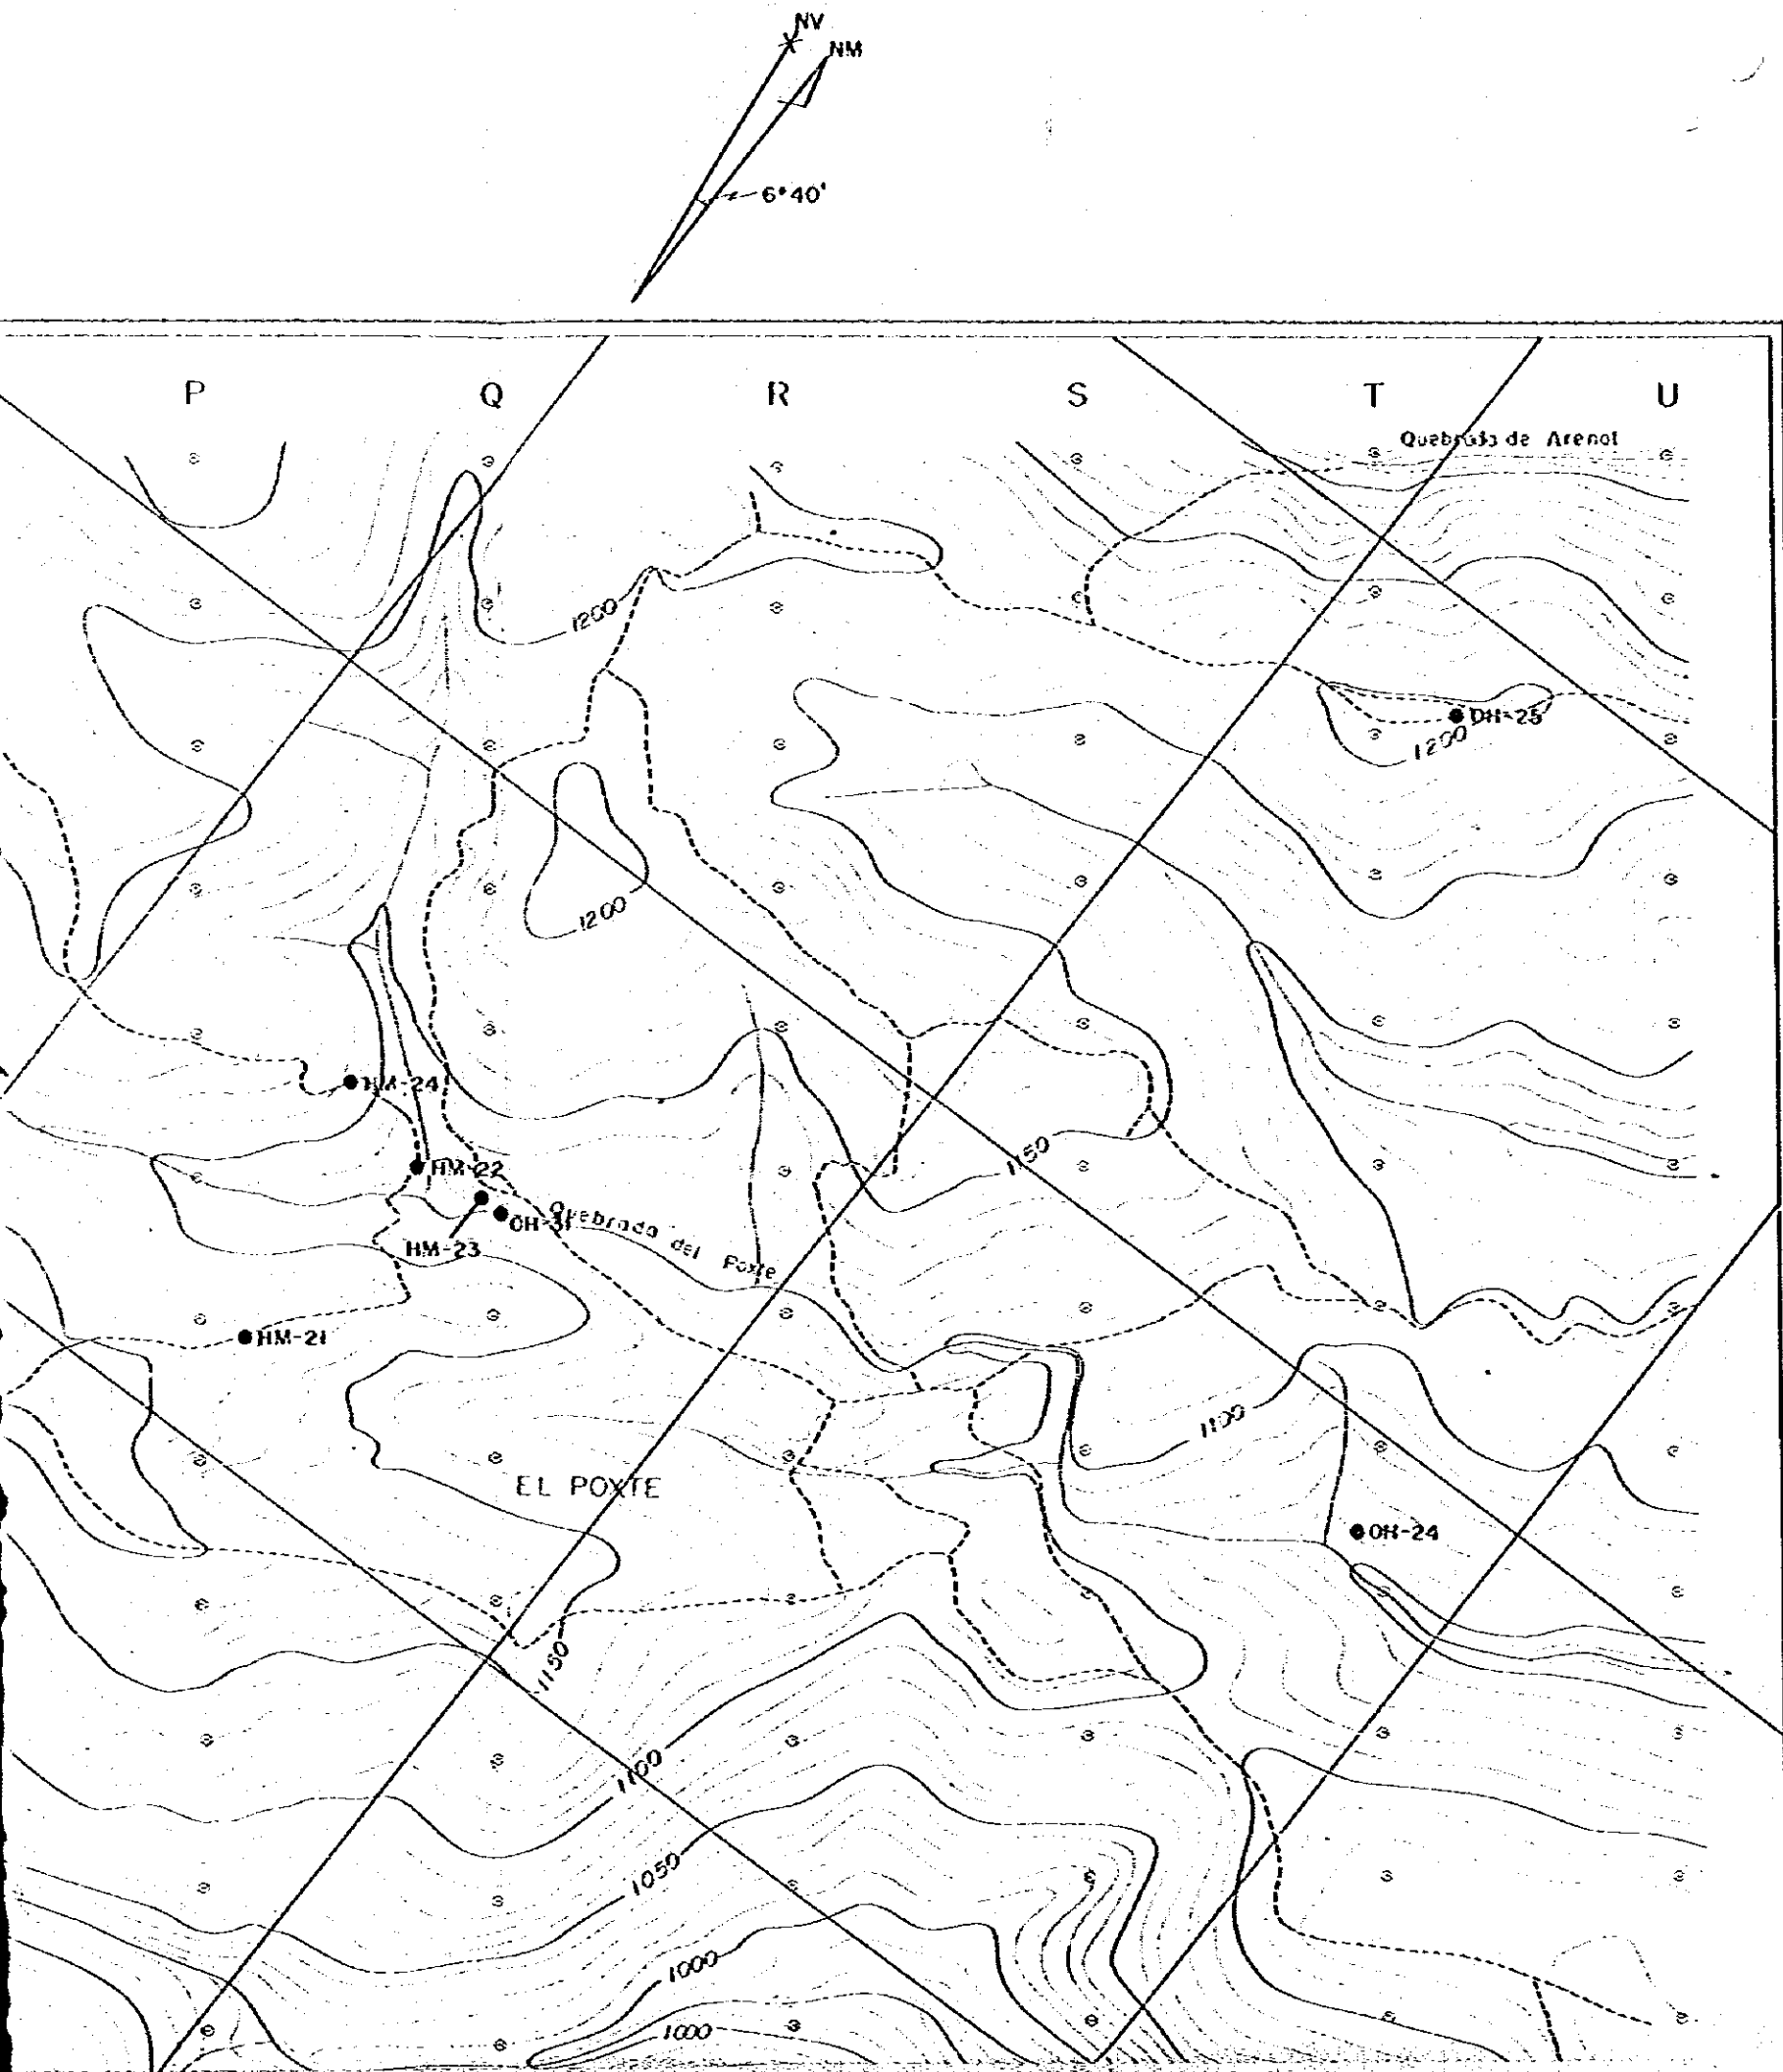 NV
NM
6°40'
P Q R S T U
Quebrada de Arenal
1200
OH-25
1200
1200
HM-24
1150
HM-22
OH-31
Quebrada del Poxte
HM-23
HM-21
1100
EL POXTE
OH-24
1150
1100
1050
1000
1000